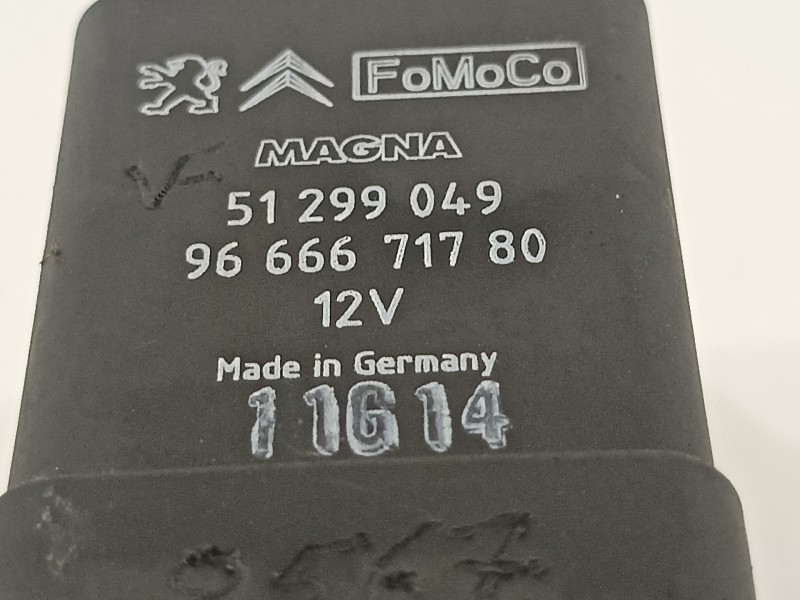 FoMoCo
MAGNA
51 299 049
96 666 717 80
12V
Made in Germany
11G14